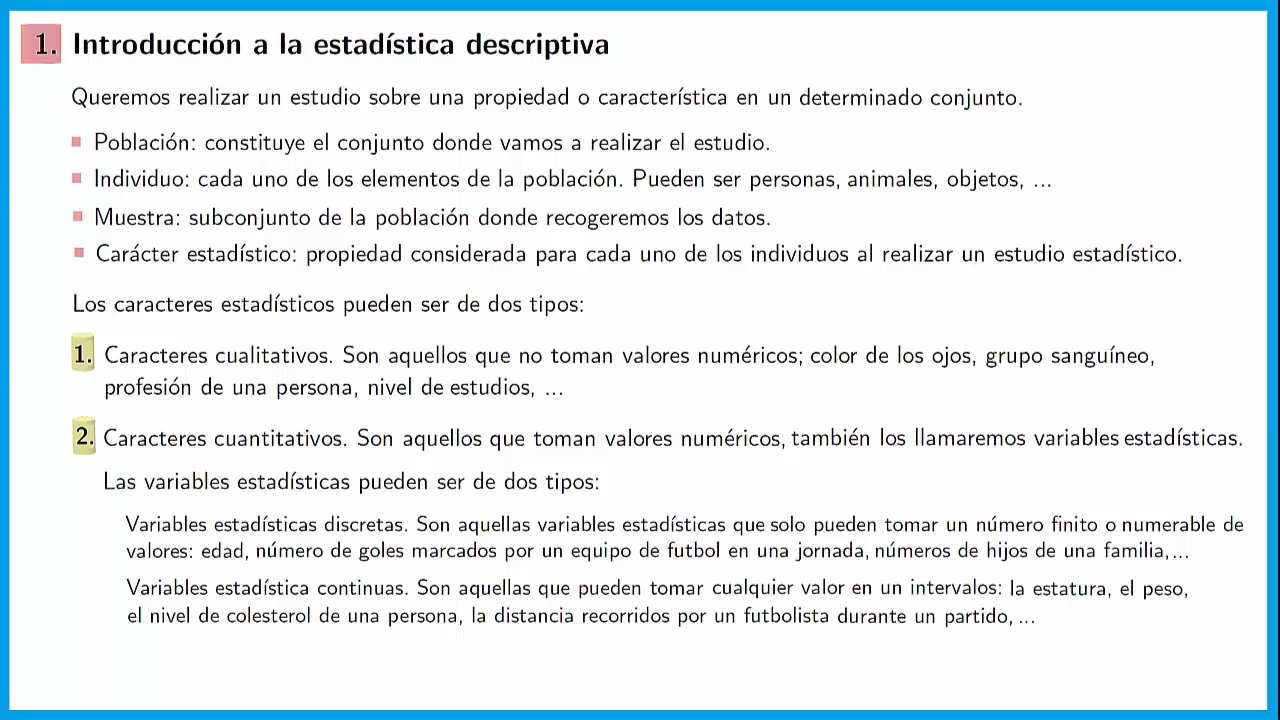 1. Introducción a la estadística descriptiva
Queremos realizar un estudio sobre una propiedad o característica en un determinado conjunto.
Población: constituye el conjunto donde vamos a realizar el estudio.
Individuo: cada uno de los elementos de la población. Pueden ser personas, animales, objetos, ...
Muestra: subconjunto de la población donde recogeremos los datos.
Carácter estadístico: propiedad considerada para cada uno de los individuos al realizar un estudio estadístico.
Los caracteres estadísticos pueden ser de dos tipos:
1. Caracteres cualitativos. Son aquellos que no toman valores numéricos; color de los ojos, grupo sanguíneo,
profesión de una persona, nivel de estudios, ...
2. Caracteres cuantitativos. Son aquellos que toman valores numéricos, también los llamaremos variables estadísticas.
Las variables estadísticas pueden ser de dos tipos:
Variables estadísticas discretas. Son aquellas variables estadísticas que solo pueden tomar un número finito o numerable de
valores: edad, número de goles marcados por un equipo de futbol en una jornada, números de hijos de una familia,...
Variables estadística continuas. Son aquellas que pueden tomar cualquier valor en un intervalos: la estatura, el peso,
el nivel de colesterol de una persona, la distancia recorridos por un futbolista durante un partido, ...